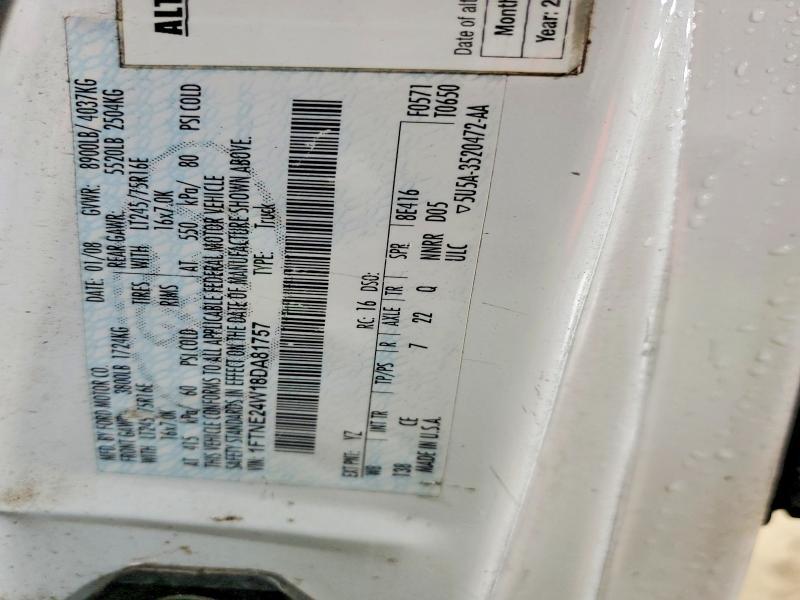 ALT
Date of alt
Month
Year: 2
MFD. BY FORD MOTOR CO.
DATE: 01/08 GVWR: 8900LB/ 4037KG
FRONT GAWR: 3800LB 1724KG REAR GAWR: 5520LB 2504KG
WITH LT245/75R16E TIRES WITH LT245/75R16E
16x7.0K RIMS 16x7.0K
AT 415 kPa/ 60 PSI COLD AT 550 kPa/ 80 PSI COLD
THIS VEHICLE CONFORMS TO ALL APPLICABLE FEDERAL MOTOR VEHICLE
SAFETY STANDARDS IN EFFECT ON THE DATE OF MANUFACTURE SHOWN ABOVE.
VIN: 1FTNE24W18DA81757 TYPE: Truck
F0571
T0650
EXT PNT: YZ RC: 16 DSO:
WB INT TR TP/PS R AXLE TR SPR 8E416
138 CE 7 22 Q NNRR D05
MADE IN U.S.A. ULC
▽5U5A-3520472-AA